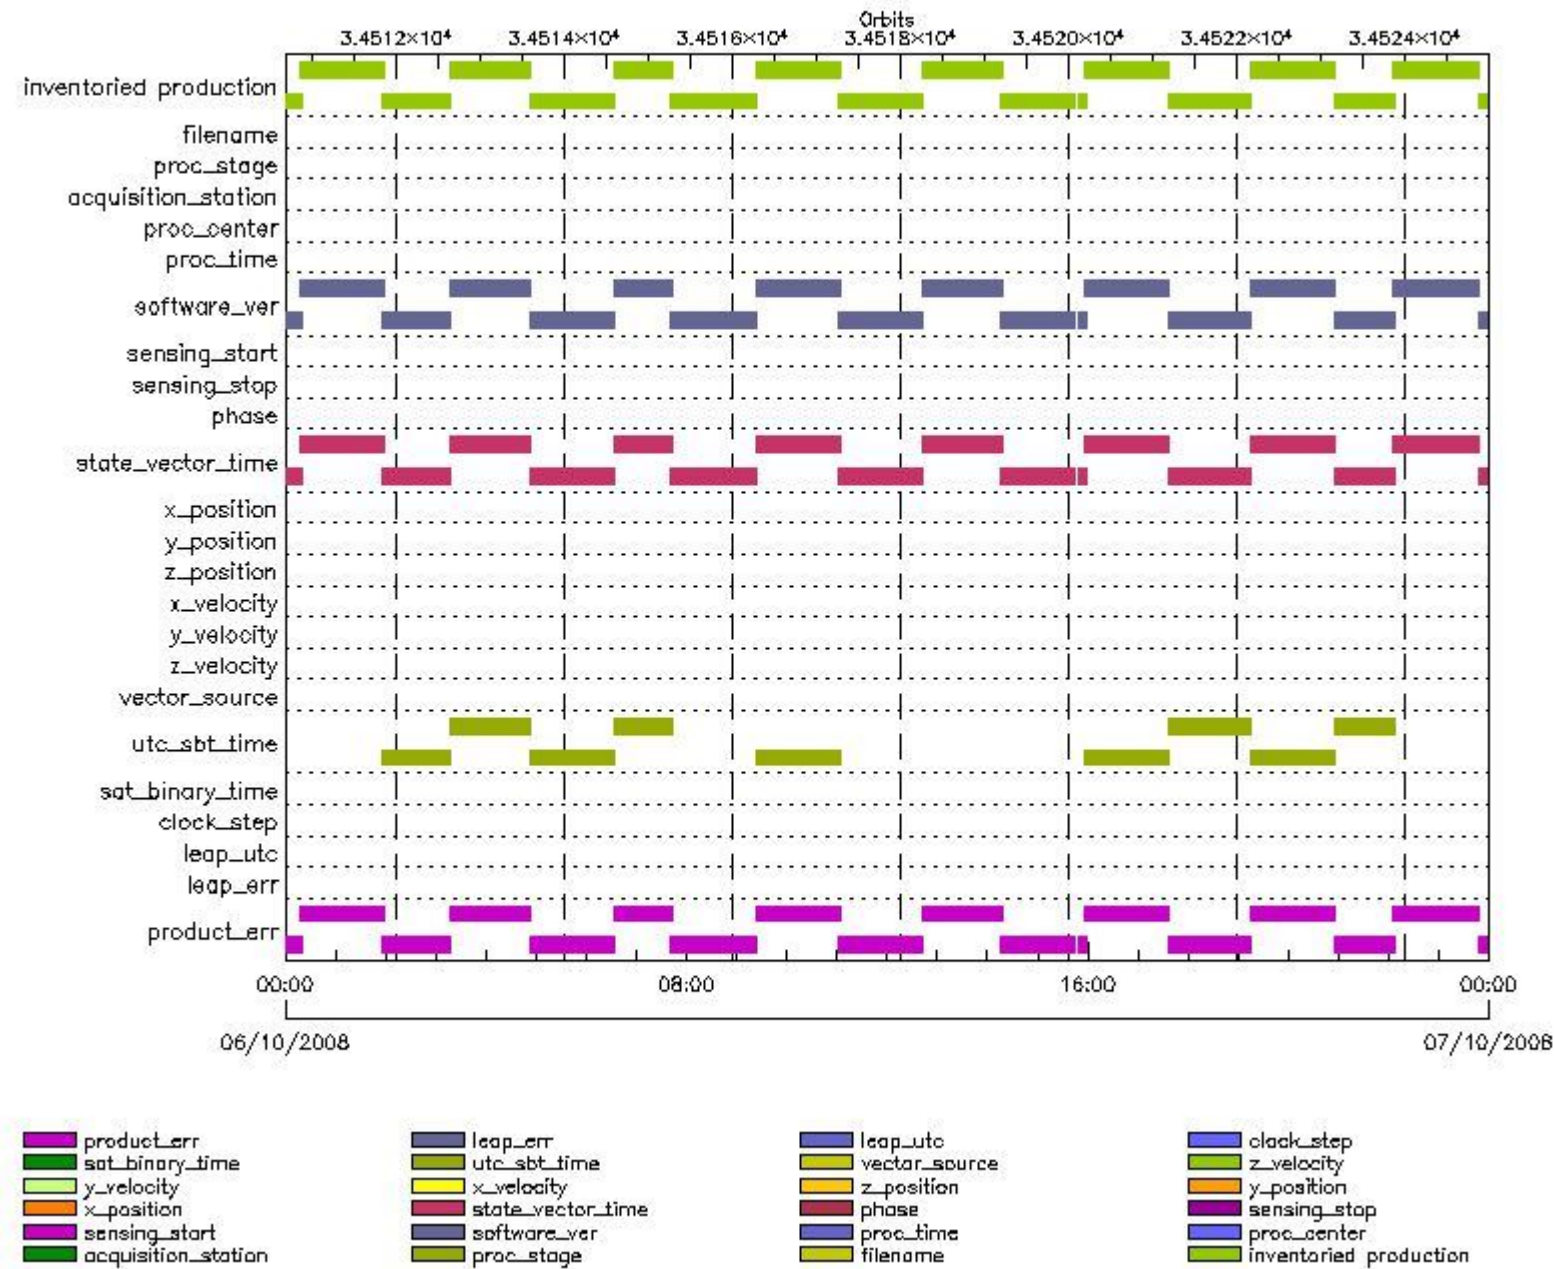 Orbits
3.4512×10⁴ 3.4514×10⁴ 3.4516×10⁴ 3.4518×10⁴ 3.4520×10⁴ 3.4522×10⁴ 3.4524×10⁴
inventoried production
filename
proc_stage
acquisition_station
proc_center
proc_time
software_ver
sensing_start
sensing_stop
phase
state_vector_time
x_position
y_position
z_position
x_velocity
y_velocity
z_velocity
vector_source
utc_sbt_time
sat_binary_time
clock_step
leap_utc
leap_err
product_err
00:00 08:00 16:00 00:00
06/10/2008 07/10/2008
product_err leap_err leap_utc clock_step
sat_binary_time utc_sbt_time vector_source z_velocity
y_velocity x_velocity z_position y_position
x_position state_vector_time phase sensing_stop
sensing_start software_ver proc_time proc_center
acquisition_station proc_stage filename inventoried production